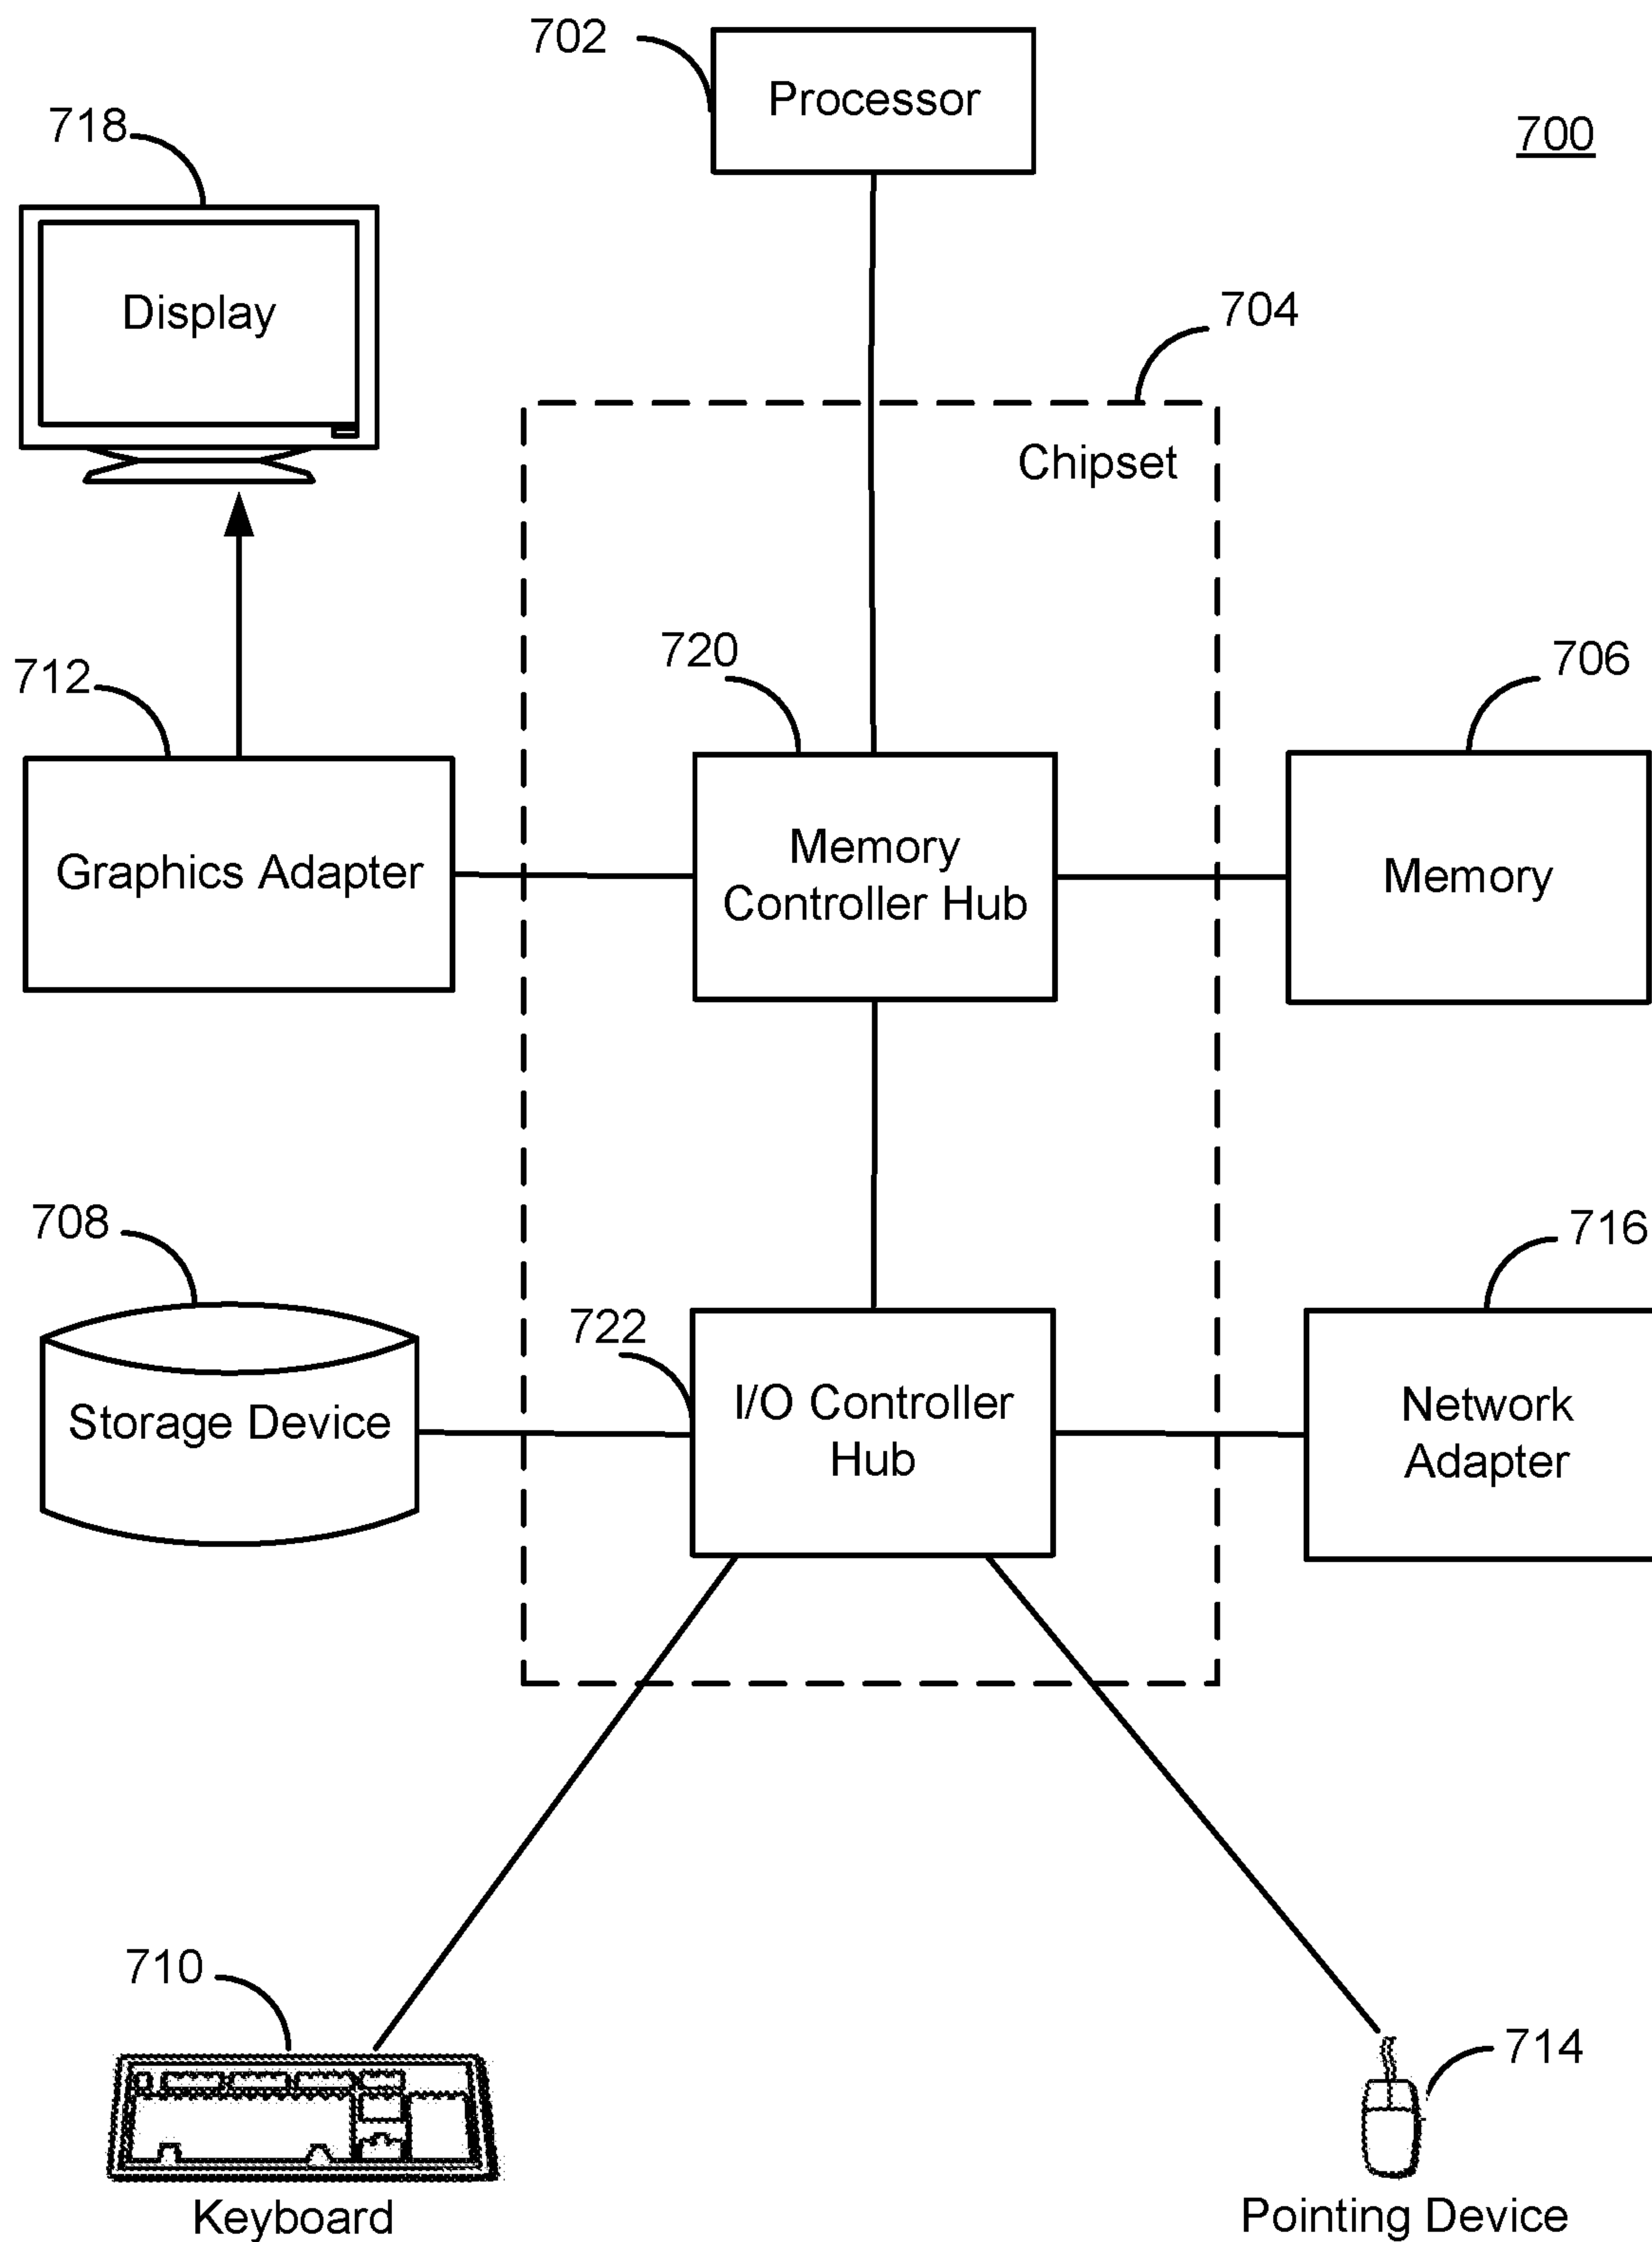 702
Processor
718
700
Display
704
Chipset
720
706
712
Memory
Controller Hub
Graphics Adapter
Memory
708
716
722
I/O Controller
Hub
Storage Device
Network
Adapter
710
714
Keyboard
Pointing Device